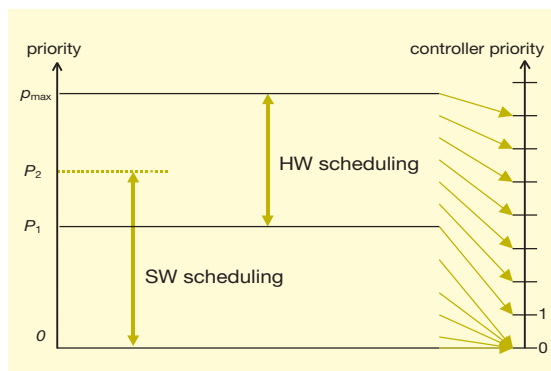 priority
controller priority
pmax
HW scheduling
P2
P1
SW scheduling
1
0
0